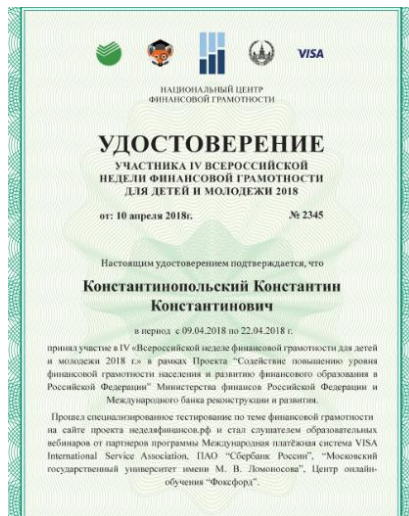 VISA
НАЦИОНАЛЬНЫЙ ЦЕНТР
ФИНАНСОВОЙ ГРАМОТНОСТИ
УДОСТОВЕРЕНИЕ
УЧАСТНИКА IV ВСЕРОССИЙСКОЙ
НЕДЕЛИ ФИНАНСОВОЙ ГРАМОТНОСТИ
ДЛЯ ДЕТЕЙ И МОЛОДЕЖИ 2018
от: 10 апреля 2018г. № 2345
Настоящим удостоверением подтверждается, что
Константинопольский Константин
Константинович
в период с 09.04.2018 по 22.04.2018 г.
принял участие в IV «Всероссийской неделе финансовой грамотности для детей
и молодежи 2018 г.» в рамках Проекта “Содействие повышению уровня
финансовой грамотности населения и развитию финансового образования в
Российской Федерации” Министерства финансов Российской Федерации и
Международного банка реконструкции и развития.
Прошел специализированное тестирование по теме финансовой грамотности
на сайте проекта неделяфинансов.рф и стал слушателем образовательных
вебинаров от партнеров программы Международная платёжная система VISA
International Service Association, ПАО “Сбербанк России”, “Московский
государственный университет имени М. В. Ломоносова”, Центр онлайн-
обучения “Фоксфорд”.